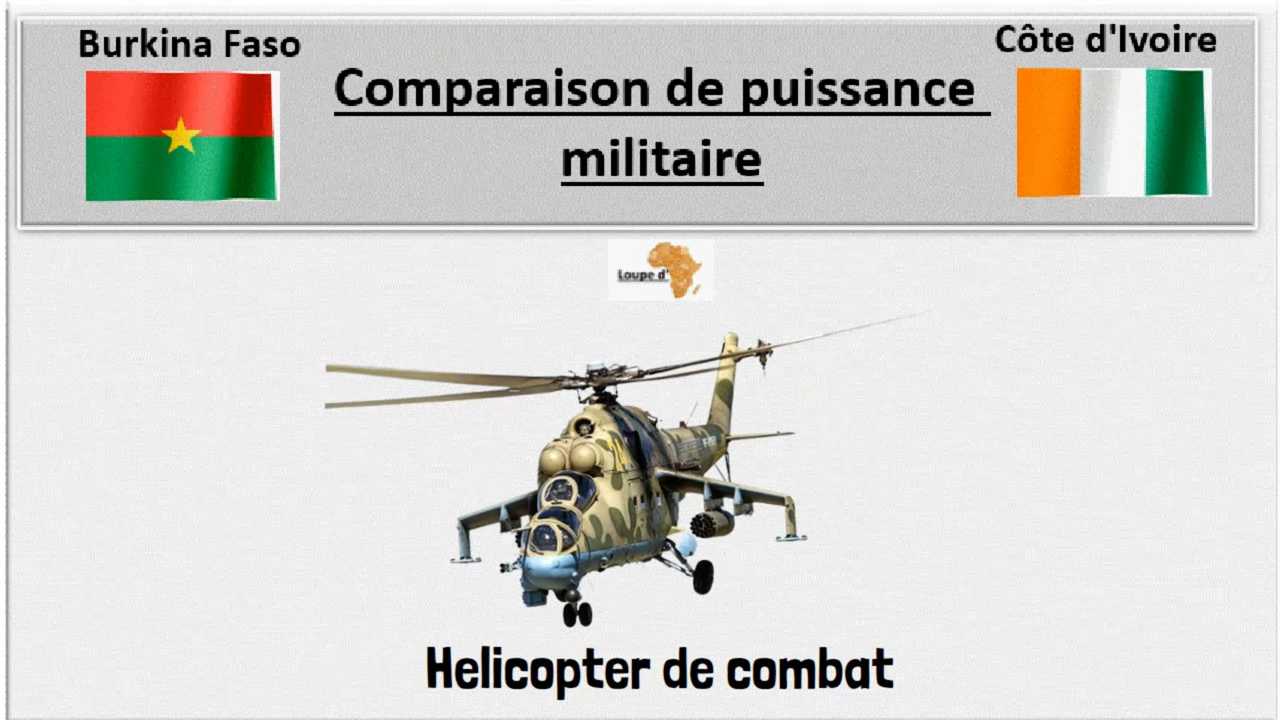 Burkina Faso
Côte d'Ivoire
Comparaison de puissance
militaire
Loupe d'
Helicopter de combat